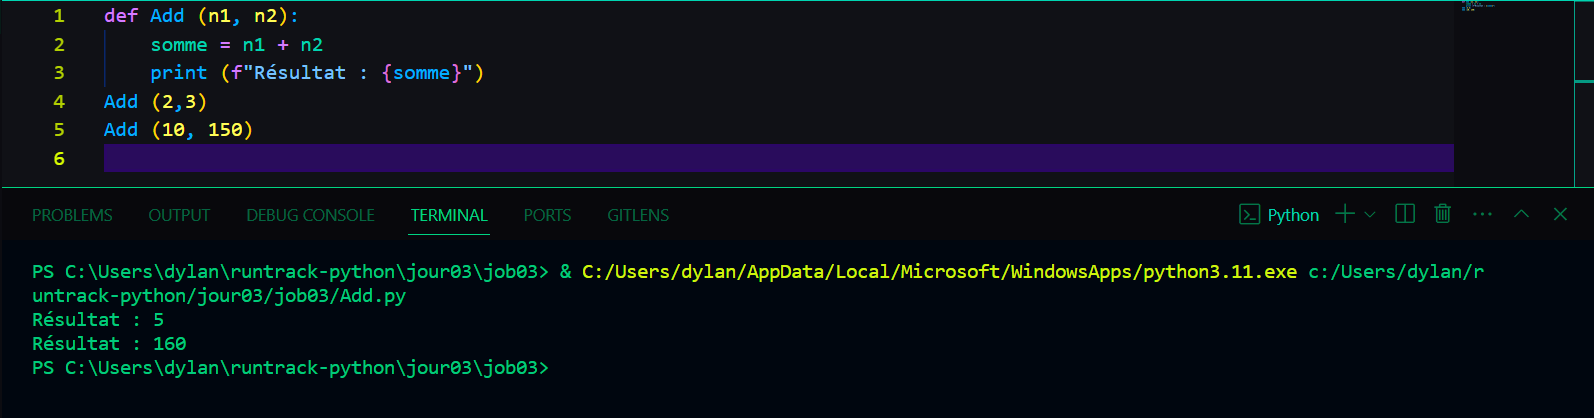 1 def Add (n1, n2):
2     somme = n1 + n2
3     print (f"Résultat : {somme}")
4 Add (2,3)
5 Add (10, 150)
6
PROBLEMS OUTPUT DEBUG CONSOLE TERMINAL PORTS GITLENS Python
PS C:\Users\dylan\runtrack-python\jour03\job03> & C:/Users/dylan/AppData/Local/Microsoft/WindowsApps/python3.11.exe c:/Users/dylan/r
untrack-python/jour03/job03/Add.py
Résultat : 5
Résultat : 160
PS C:\Users\dylan\runtrack-python\jour03\job03>